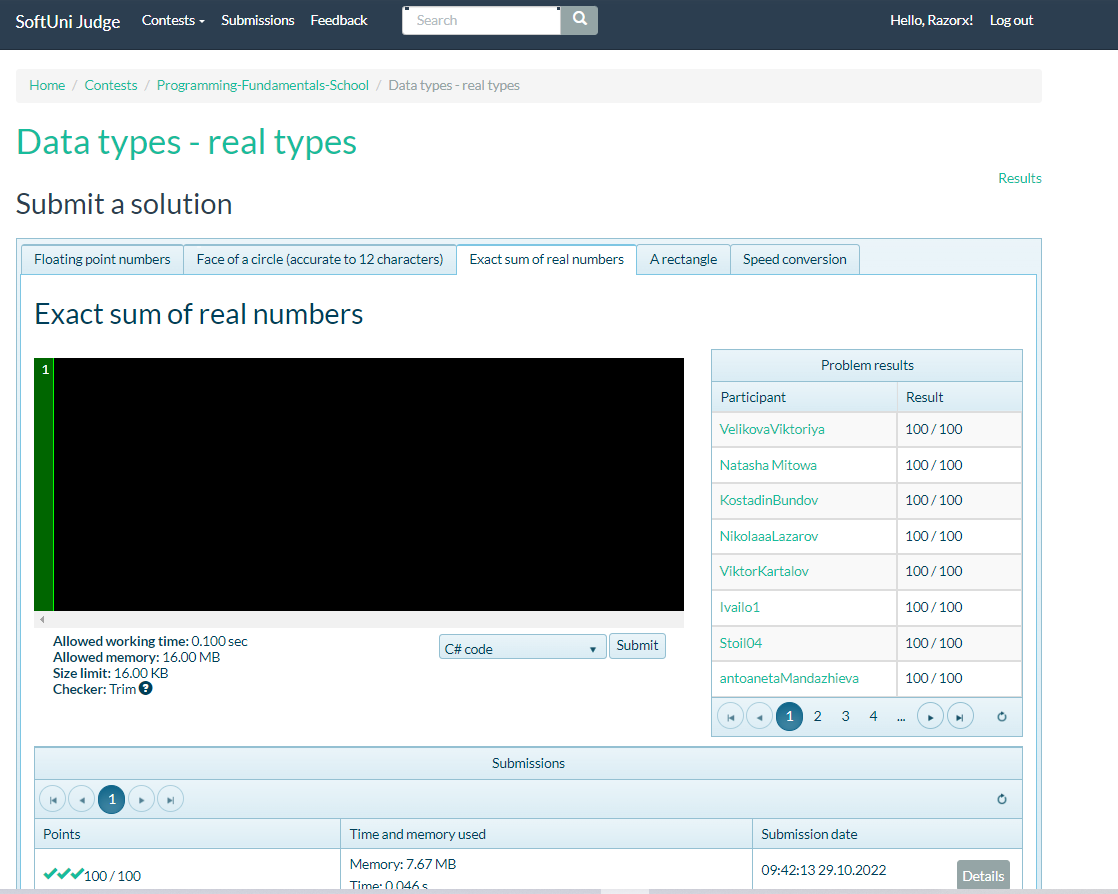 SoftUni Judge Contests Submissions Feedback Search Hello, Razorx! Log out
Home / Contests / Programming-Fundamentals-School / Data types - real types
Data types - real types
Results
Submit a solution
Floating point numbers Face of a circle (accurate to 12 characters) Exact sum of real numbers A rectangle Speed conversion
Exact sum of real numbers
1
Allowed working time: 0.100 sec
Allowed memory: 16.00 MB
Size limit: 16.00 KB
Checker: Trim ?
C# code Submit
Problem results
Participant Result
VelikovaViktoriya 100 / 100
Natasha Mitowa 100 / 100
KostadinBundov 100 / 100
NikolaaaLazarov 100 / 100
ViktorKartalov 100 / 100
Ivailo1 100 / 100
Stoil04 100 / 100
antoanetaMandazhieva 100 / 100
1 2 3 4 ...
Submissions
1
Points Time and memory used Submission date
100 / 100 Memory: 7.67 MB 09:42:13 29.10.2022 Details
Time: 0.046 s